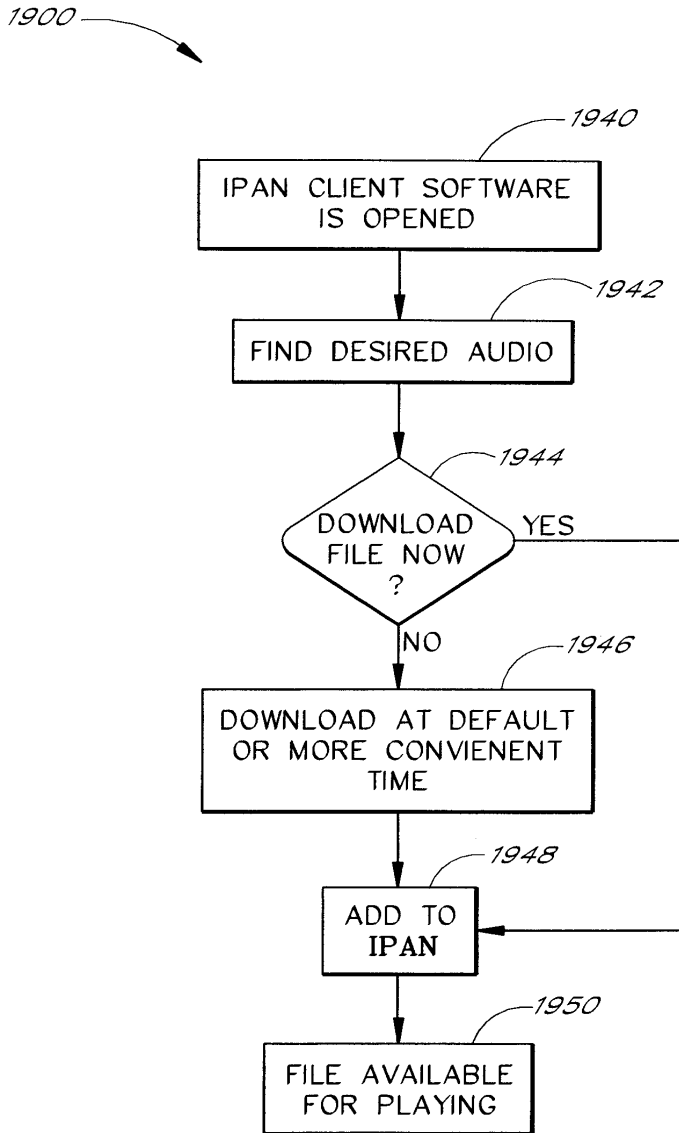 1900
1940
IPAN CLIENT SOFTWARE
IS OPENED
1942
FIND DESIRED AUDIO
1944
DOWNLOAD
FILE NOW
?
YES
NO
1946
DOWNLOAD AT DEFAULT
OR MORE CONVIENENT
TIME
1948
ADD TO
IPAN
1950
FILE AVAILABLE
FOR PLAYING